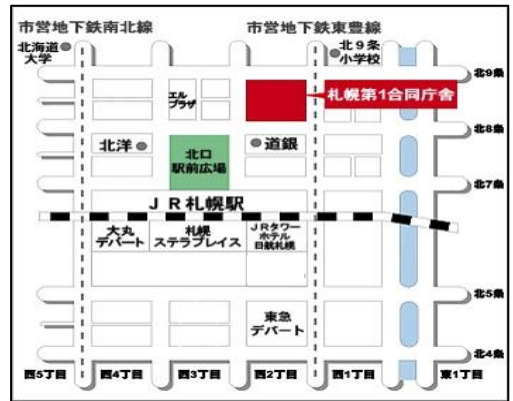 市営地下鉄南北線
市営地下鉄東豊線
北海道
大学
北9条
小学校
北9条
エル
プラザ
札幌第1合同庁舎
北8条
北洋
北口
駅前広場
道銀
北7条
JR札幌駅
大丸
デパート
札幌
ステラプレイス
JRタワー
ホテル
日航札幌
北5条
東急
デパート
北4条
西5丁目
西4丁目
西3丁目
西2丁目
西1丁目
東1丁目